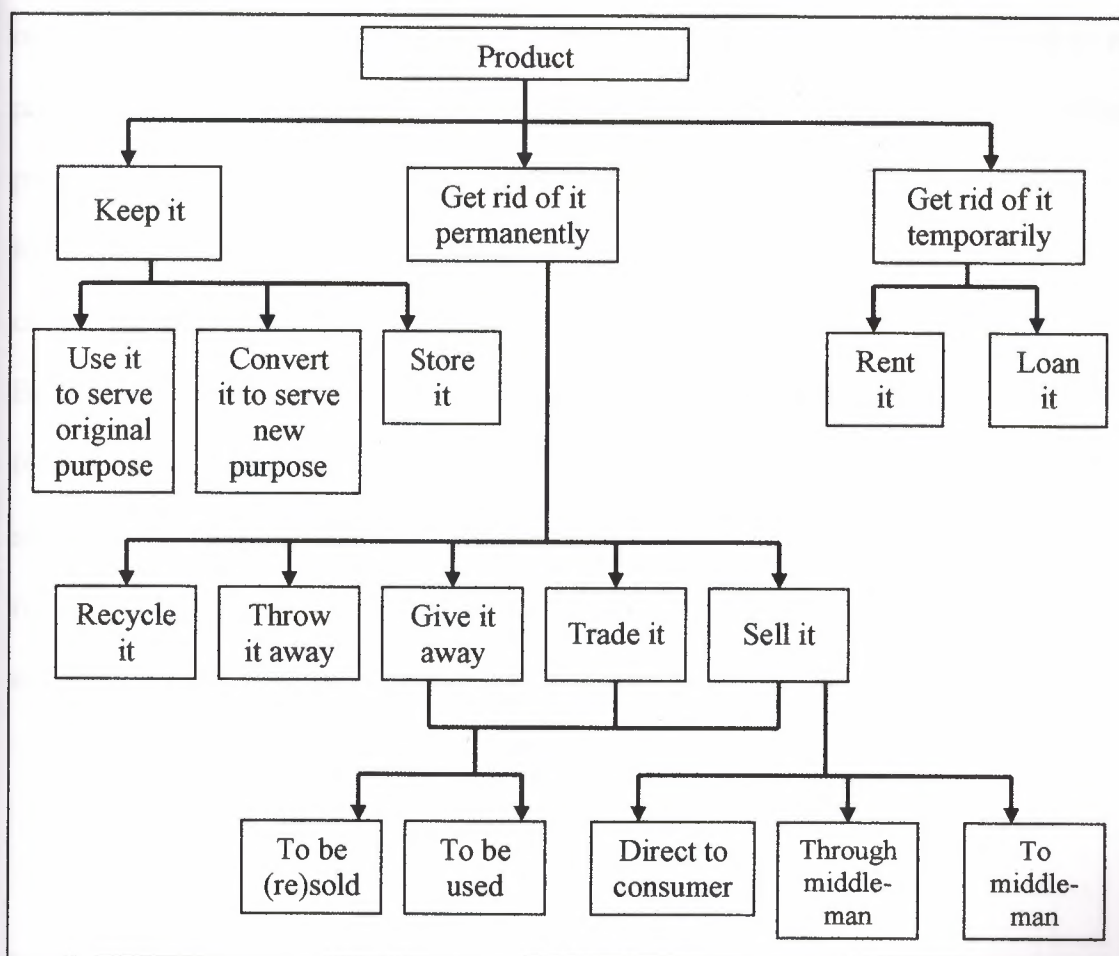 Product
Keep it
Get rid of it
permanently
Get rid of it
temporarily
Use it
to serve
original
purpose
Convert
it to serve
new
purpose
Store
it
Rent
it
Loan
it
Recycle
it
Throw
it away
Give it
away
Trade it
Sell it
To be
(re)sold
To be
used
Direct to
consumer
Through
middle-
man
To
middle-
man